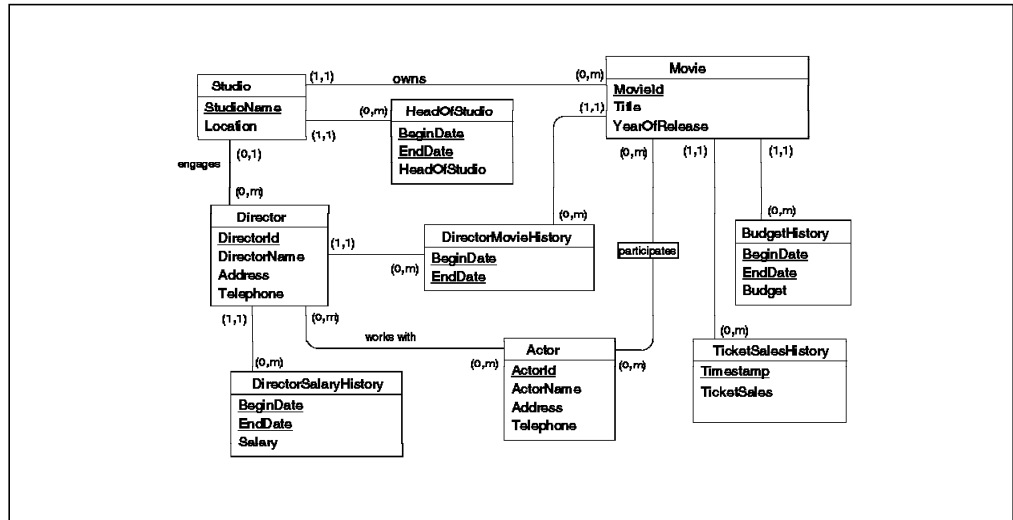 Studio
StudioName
Location
(1,1)
owns
(0,m)
Movie
MovieId
Title
YearOfRelease
(0,m)
(1,1)
HeadOfStudio
BeginDate
EndDate
HeadOfStudio
(1,1)
(0,m)
(1,1)
(1,1)
engages
(0,1)
(0,m)
Director
DirectorId
DirectorName
Address
Telephone
(1,1)
(0,m)
DirectorMovieHistory
BeginDate
EndDate
(0,m)
participates
(0,m)
BudgetHistory
BeginDate
EndDate
Budget
(1,1)
(0,m)
works with
(0,m)
Actor
ActorId
ActorName
Address
Telephone
(0,m)
(0,m)
TicketSalesHistory
Timestamp
TicketSales
(0,m)
DirectorSalaryHistory
BeginDate
EndDate
Salary